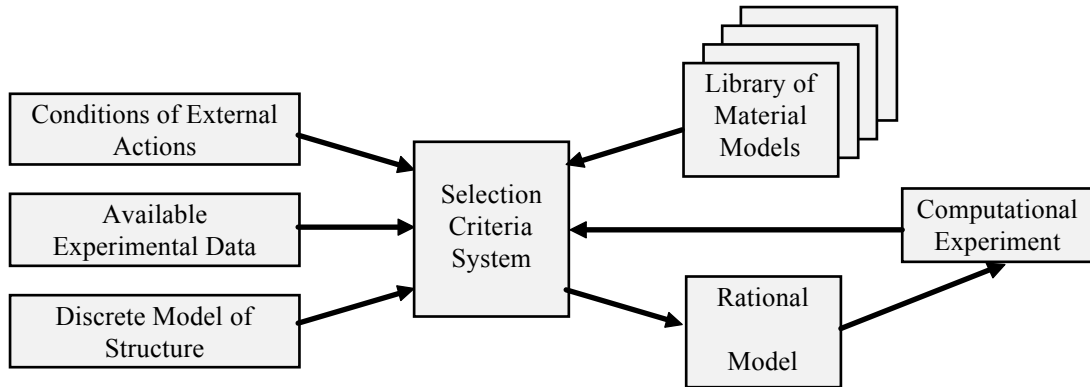 Conditions of External
Actions
Available
Experimental Data
Discrete Model of
Structure
Selection
Criteria
System
Library of
Material
Models
Computational
Experiment
Rational
Model